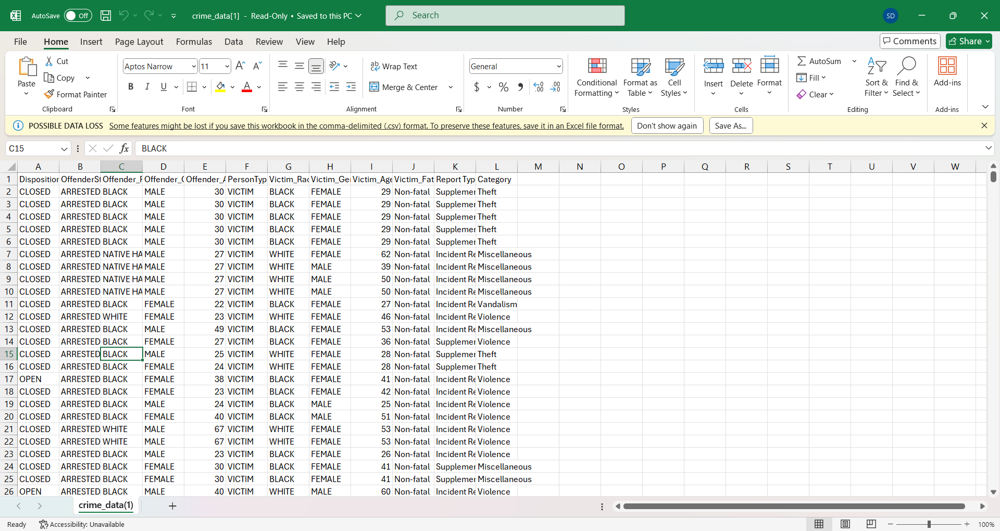 AutoSave Off crime_data[1] - Read-Only • Saved to this PC Search SD
File Home Insert Page Layout Formulas Data Review View Help Comments Share
Paste Cut Copy Format Painter Clipboard
Aptos Narrow 11 B I U A Font
Wrap Text Merge & Center Alignment
General $ % Number
Conditional Formatting Format as Table Cell Styles Styles
Insert Delete Format Cells
AutoSum Fill Clear Sort & Filter Find & Select Editing
Add-ins Add-ins
POSSIBLE DATA LOSS Some features might be lost if you save this workbook in the comma-delimited (.csv) format. To preserve these features, save it in an Excel file format. Don't show again Save As...
C15 fx BLACK
A B C D E F G H I J K L M N O P Q R S T U V W
1 Disposition OffenderSt Offender_R Offender_G Offender_A PersonTyp Victim_Rac Victim_Ger Victim_Age Victim_Fat Report Typ Category
2 CLOSED ARRESTED BLACK MALE 30 VICTIM BLACK FEMALE 29 Non-fatal Supplemer Theft
3 CLOSED ARRESTED BLACK MALE 30 VICTIM BLACK FEMALE 29 Non-fatal Supplemer Theft
4 CLOSED ARRESTED BLACK MALE 30 VICTIM BLACK FEMALE 29 Non-fatal Supplemer Theft
5 CLOSED ARRESTED BLACK MALE 30 VICTIM BLACK FEMALE 29 Non-fatal Supplemer Theft
6 CLOSED ARRESTED BLACK MALE 30 VICTIM BLACK FEMALE 29 Non-fatal Supplemer Theft
7 CLOSED ARRESTED NATIVE HA MALE 27 VICTIM WHITE FEMALE 62 Non-fatal Incident Re Miscellaneous
8 CLOSED ARRESTED NATIVE HA MALE 27 VICTIM WHITE MALE 39 Non-fatal Incident Re Miscellaneous
9 CLOSED ARRESTED NATIVE HA MALE 27 VICTIM WHITE MALE 50 Non-fatal Incident Re Miscellaneous
10 CLOSED ARRESTED NATIVE HA MALE 27 VICTIM WHITE MALE 50 Non-fatal Incident Re Miscellaneous
11 CLOSED ARRESTED BLACK FEMALE 22 VICTIM BLACK FEMALE 27 Non-fatal Incident Re Vandalism
12 CLOSED ARRESTED WHITE FEMALE 23 VICTIM WHITE FEMALE 46 Non-fatal Incident Re Violence
13 CLOSED ARRESTED BLACK MALE 49 VICTIM BLACK FEMALE 53 Non-fatal Incident Re Miscellaneous
14 CLOSED ARRESTED BLACK FEMALE 27 VICTIM BLACK FEMALE 36 Non-fatal Supplemer Violence
15 CLOSED ARRESTED BLACK MALE 25 VICTIM WHITE FEMALE 28 Non-fatal Supplemer Theft
16 CLOSED ARRESTED BLACK FEMALE 24 VICTIM WHITE FEMALE 28 Non-fatal Supplemer Theft
17 OPEN ARRESTED BLACK FEMALE 38 VICTIM BLACK FEMALE 41 Non-fatal Incident Re Violence
18 CLOSED ARRESTED BLACK FEMALE 23 VICTIM BLACK FEMALE 42 Non-fatal Incident Re Violence
19 CLOSED ARRESTED BLACK MALE 24 VICTIM BLACK MALE 25 Non-fatal Incident Re Violence
20 CLOSED ARRESTED BLACK FEMALE 40 VICTIM BLACK MALE 51 Non-fatal Incident Re Violence
21 CLOSED ARRESTED WHITE MALE 67 VICTIM WHITE FEMALE 53 Non-fatal Incident Re Violence
22 CLOSED ARRESTED WHITE MALE 67 VICTIM WHITE FEMALE 53 Non-fatal Incident Re Violence
23 CLOSED ARRESTED BLACK MALE 23 VICTIM BLACK FEMALE 26 Non-fatal Incident Re Violence
24 CLOSED ARRESTED BLACK FEMALE 30 VICTIM BLACK FEMALE 41 Non-fatal Supplemer Miscellaneous
25 CLOSED ARRESTED BLACK FEMALE 30 VICTIM BLACK FEMALE 41 Non-fatal Supplemer Miscellaneous
26 OPEN ARRESTED BLACK MALE 40 VICTIM WHITE MALE 60 Non-fatal Incident Re Violence
crime_data(1)
Ready Accessibility: Unavailable 100%